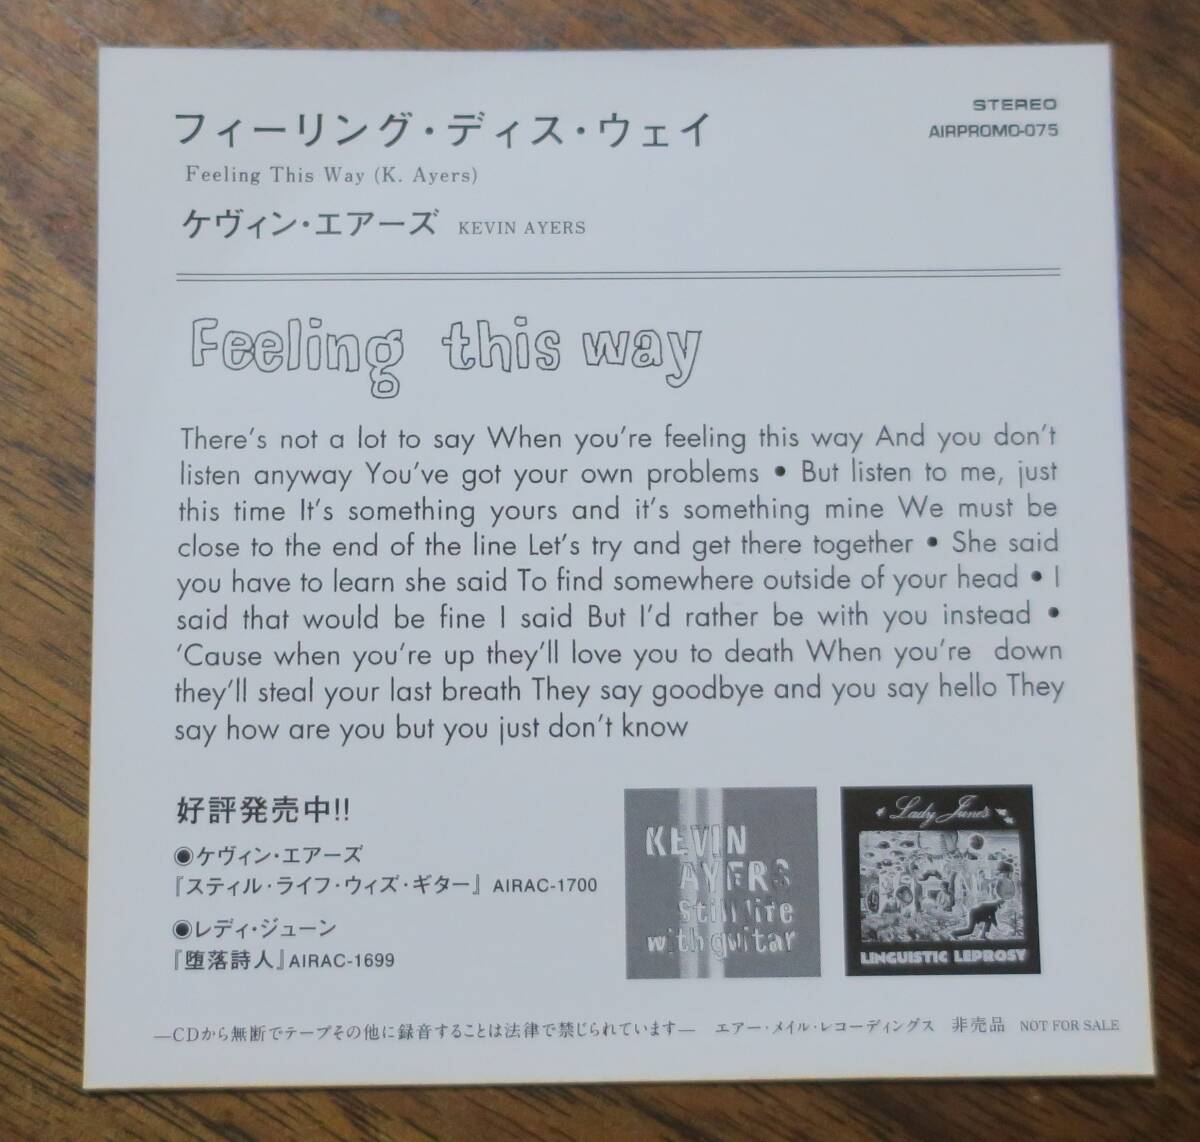 フィーリング・ディス・ウェイ
STEREO
AIRPROMO-075
Feeling This Way (K. Ayers)
ケヴィン・エアーズ KEVIN AYERS
Feeling this way
There's not a lot to say When you're feeling this way And you don't
listen anyway You've got your own problems • But listen to me, just
this time It's something yours and it's something mine We must be
close to the end of the line Let's try and get there together • She said
you have to learn she said To find somewhere outside of your head • I
said that would be fine I said But I'd rather be with you instead •
'Cause when you're up they'll love you to death When you're down
they'll steal your last breath They say goodbye and you say hello They
say how are you but you just don't know
好評発売中!!
◉ケヴィン・エアーズ
『スティル・ライフ・ウィズ・ギター』 AIRAC-1700
◉レディ・ジューン
『堕落詩人』AIRAC-1699
KEVIN
AYERS
Still life
with guitar
Lady June's
LINGUISTIC LEPROSY
―CDから無断でテープその他に録音することは法律で禁じられています― エアー・メイル・レコーディングス 非売品 NOT FOR SALE